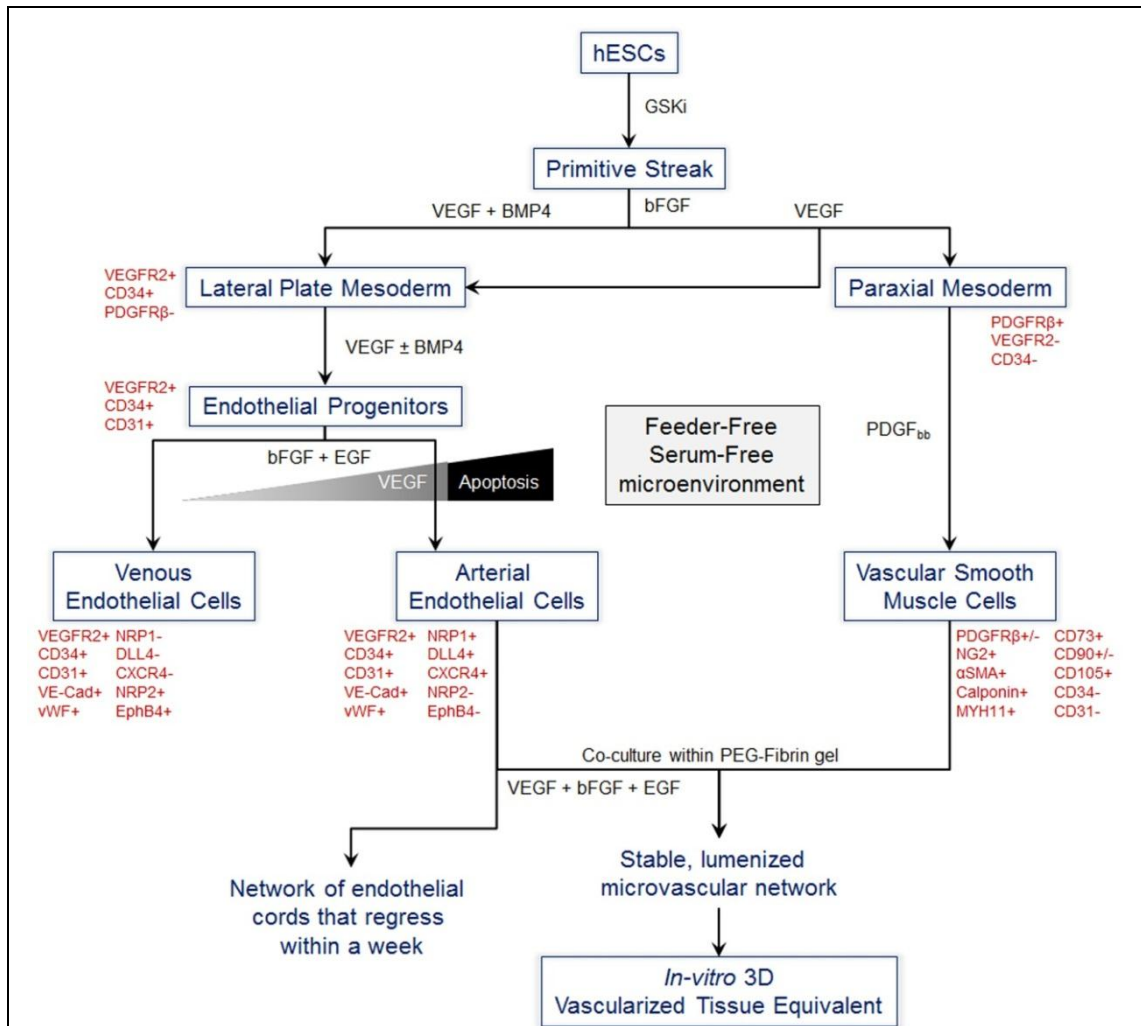 hESCs
GSKi
Primitive Streak
VEGF + BMP4
bFGF
VEGF
VEGFR2+
CD34+
PDGFRβ-
Lateral Plate Mesoderm
Paraxial Mesoderm
PDGFRβ+
VEGFR2-
CD34-
VEGF ± BMP4
VEGFR2+
CD34+
CD31+
Endothelial Progenitors
bFGF + EGF
VEGF
Apoptosis
Feeder-Free
Serum-Free
microenvironment
PDGFbb
Venous
Endothelial Cells
VEGFR2+ NRP1-
CD34+ DLL4-
CD31+ CXCR4-
VE-Cad+ NRP2+
vWF+ EphB4+
Arterial
Endothelial Cells
VEGFR2+ NRP1+
CD34+ DLL4+
CD31+ CXCR4+
VE-Cad+ NRP2-
vWF+ EphB4-
Vascular Smooth
Muscle Cells
PDGFRβ+/- CD73+
NG2+ CD90+/-
αSMA+ CD105+
Calponin+ CD34-
MYH11+ CD31-
Co-culture within PEG-Fibrin gel
VEGF + bFGF + EGF
Network of endothelial
cords that regress
within a week
Stable, lumenized
microvascular network
In-vitro 3D
Vascularized Tissue Equivalent